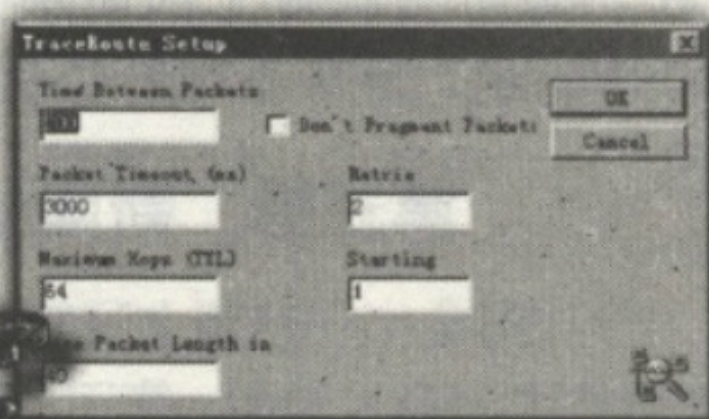 TraceRoute Setup
Time Between Packets
Don't Fragment Packets
OK
Cancel
Packet Timeout, (ms)
Retrie
3000
2
Maximum Hops (TTL)
Starting
64
1
Packet Length in
40